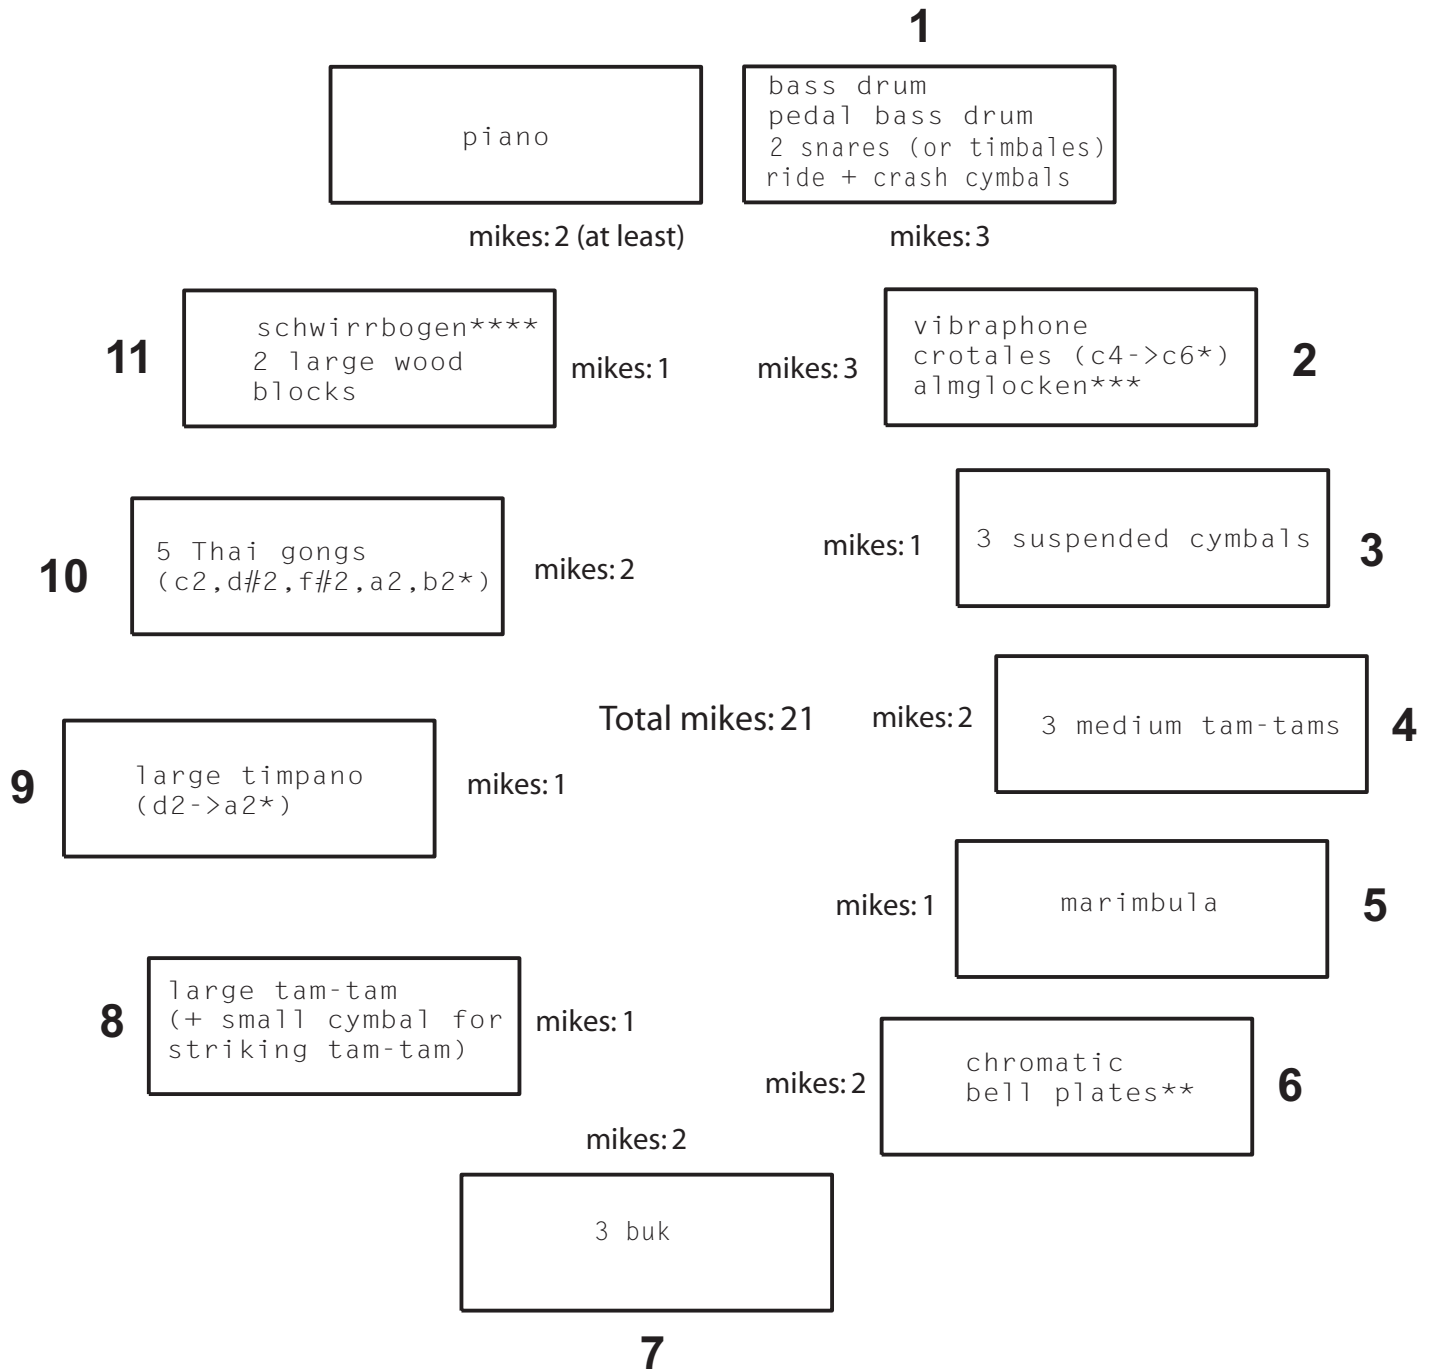 1
piano
bass drum
pedal bass drum
2 snares (or timbales)
ride + crash cymbals
mikes: 2 (at least)
mikes: 3
11
schwirrbogen****
2 large wood
blocks
mikes: 1
mikes: 3
vibraphone
crotales (c4->c6*)
almglocken***
2
10
5 Thai gongs
(c2,d#2,f#2,a2,b2*)
mikes: 2
mikes: 1
3 suspended cymbals
3
Total mikes: 21
mikes: 2
3 medium tam-tams
4
9
large timpano
(d2->a2*)
mikes: 1
mikes: 1
marimbula
5
8
large tam-tam
(+ small cymbal for
striking tam-tam)
mikes: 1
mikes: 2
chromatic
bell plates**
6
mikes: 2
3 buk
7